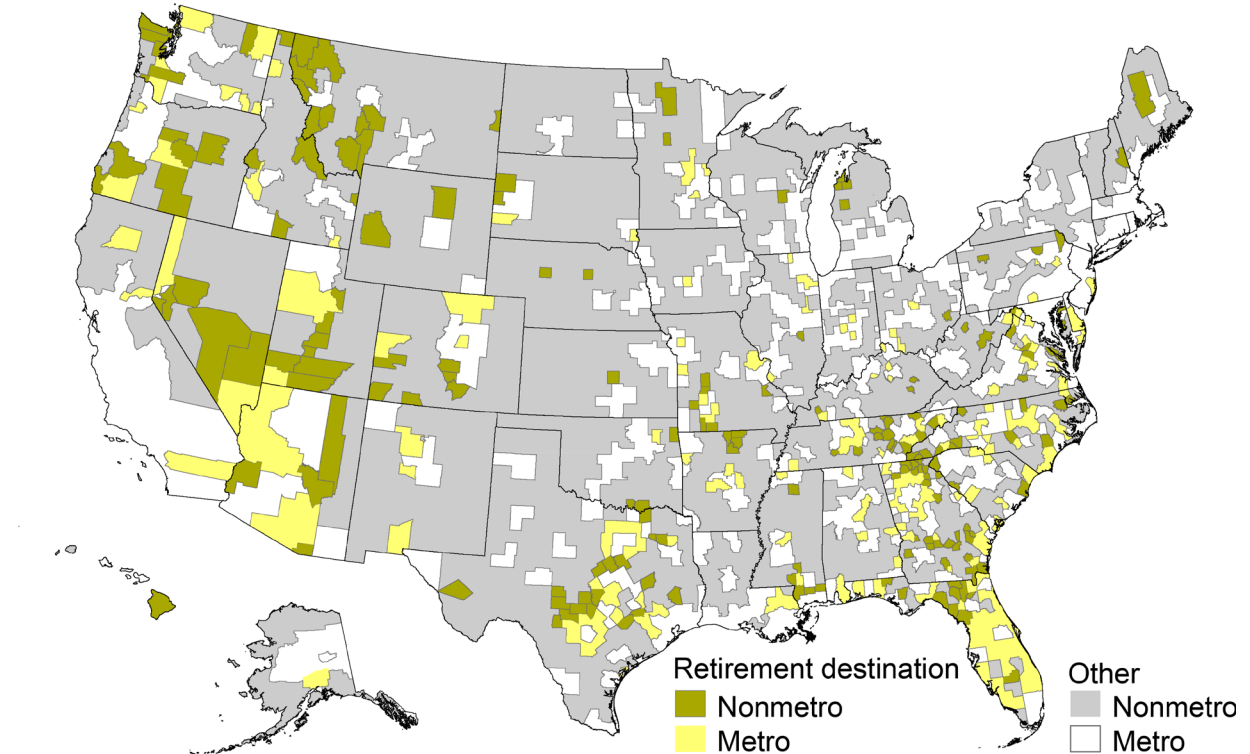 Retirement destination
Nonmetro
Metro
Other
Nonmetro
Metro